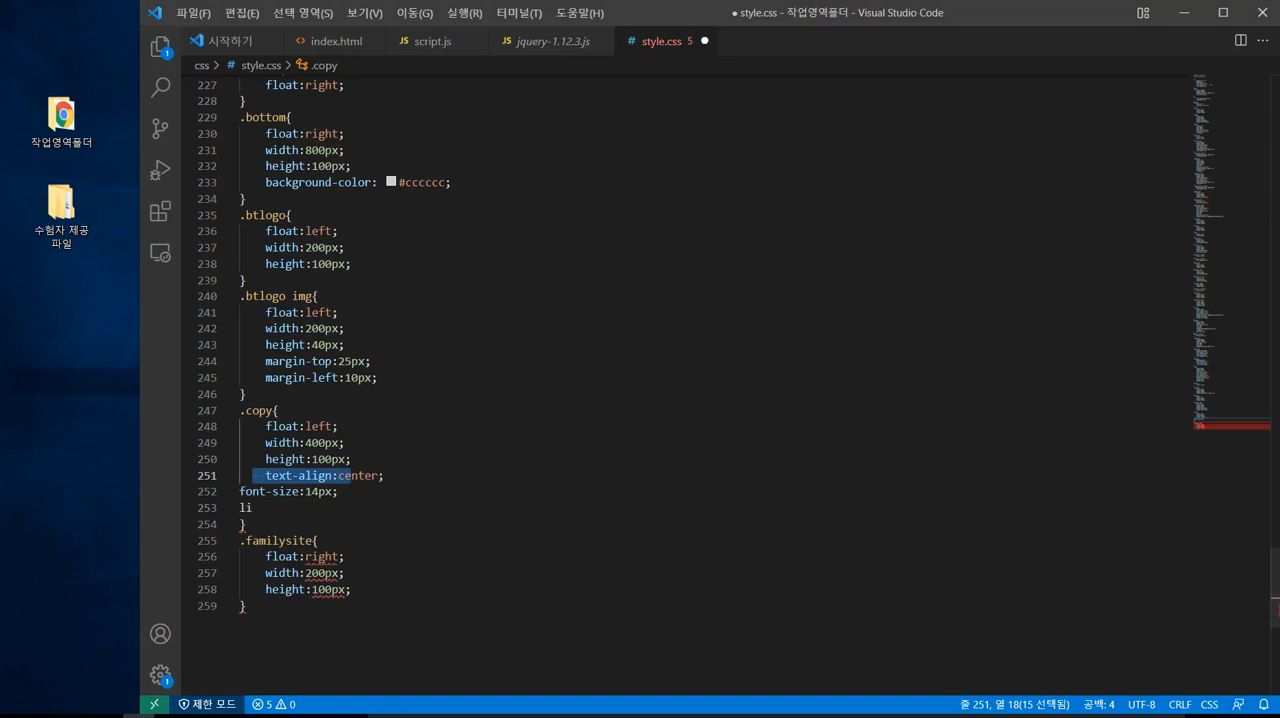 파일(F) 편집(E) 선택 영역(S) 보기(V) 이동(G) 실행(R) 터미널(T) 도움말(H) ● style.css - 작업영역폴더 - Visual Studio Code
시작하기 index.html JS script.js JS jquery-1.12.3.js # style.css 5 ●
css > # style.css > .copy
작업영역폴더
수험자 제공
파일
1
227 float:right;
228 }
229 .bottom{
230 float:right;
231 width:800px;
232 height:100px;
233 background-color: #cccccc;
234 }
235 .btlogo{
236 float:left;
237 width:200px;
238 height:100px;
239 }
240 .btlogo img{
241 float:left;
242 width:200px;
243 height:40px;
244 margin-top:25px;
245 margin-left:10px;
246 }
247 .copy{
248 float:left;
249 width:400px;
250 height:100px;
251 text-align:center;
252 font-size:14px;
253 li
254 }
255 .familysite{
256 float:right;
257 width:200px;
258 height:100px;
259 }
1
제한 모드 5 0 줄 251, 열 18(15 선택됨) 공백: 4 UTF-8 CRLF CSS